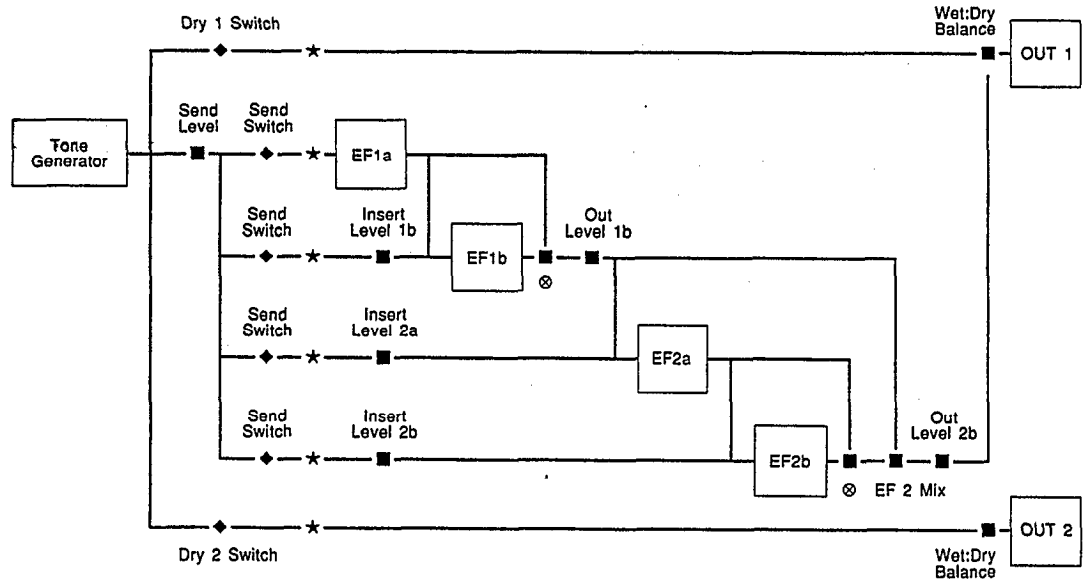 Dry 1 Switch
Wet:Dry
Balance
OUT 1
Tone
Generator
Send
Level
Send
Switch
EF1a
Send
Switch
Insert
Level 1b
EF1b
Out
Level 1b
Send
Switch
Insert
Level 2a
EF2a
Send
Switch
Insert
Level 2b
EF2b
EF 2 Mix
Out
Level 2b
OUT 2
Dry 2 Switch
Wet:Dry
Balance